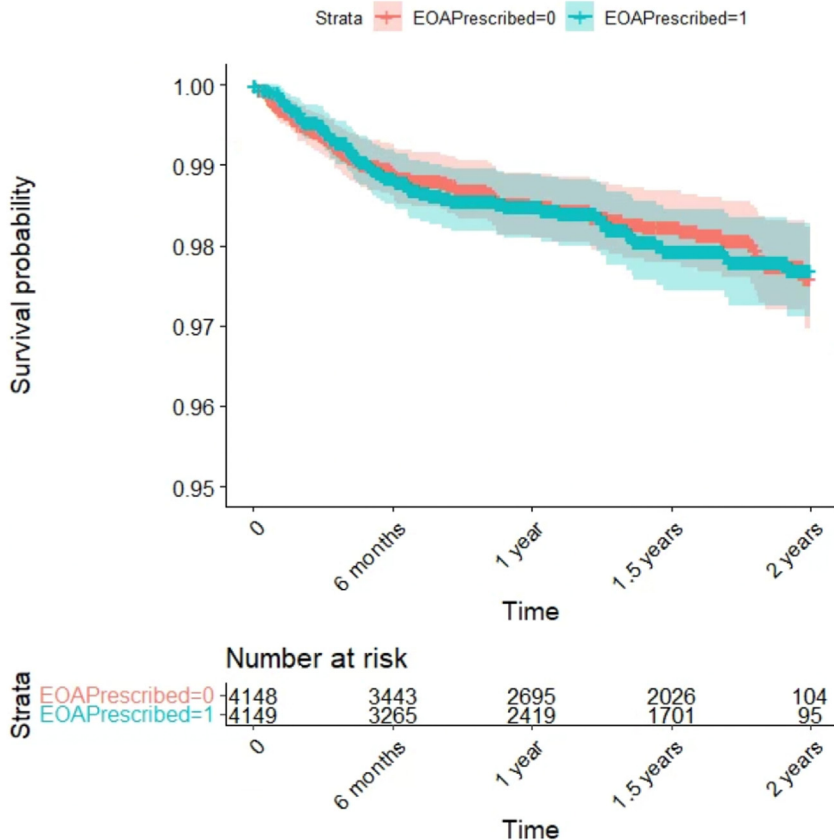 Strata EOAPrescribed=0 EOAPrescribed=1
Survival probability
1.00
0.99
0.98
0.97
0.96
0.95
0 6 months 1 year 1.5 years 2 years
Time
Number at risk
Strata
EOAPrescribed=0 4148 3443 2695 2026 104
EOAPrescribed=1 4149 3265 2419 1701 95
0 6 months 1 year 1.5 years 2 years
Time